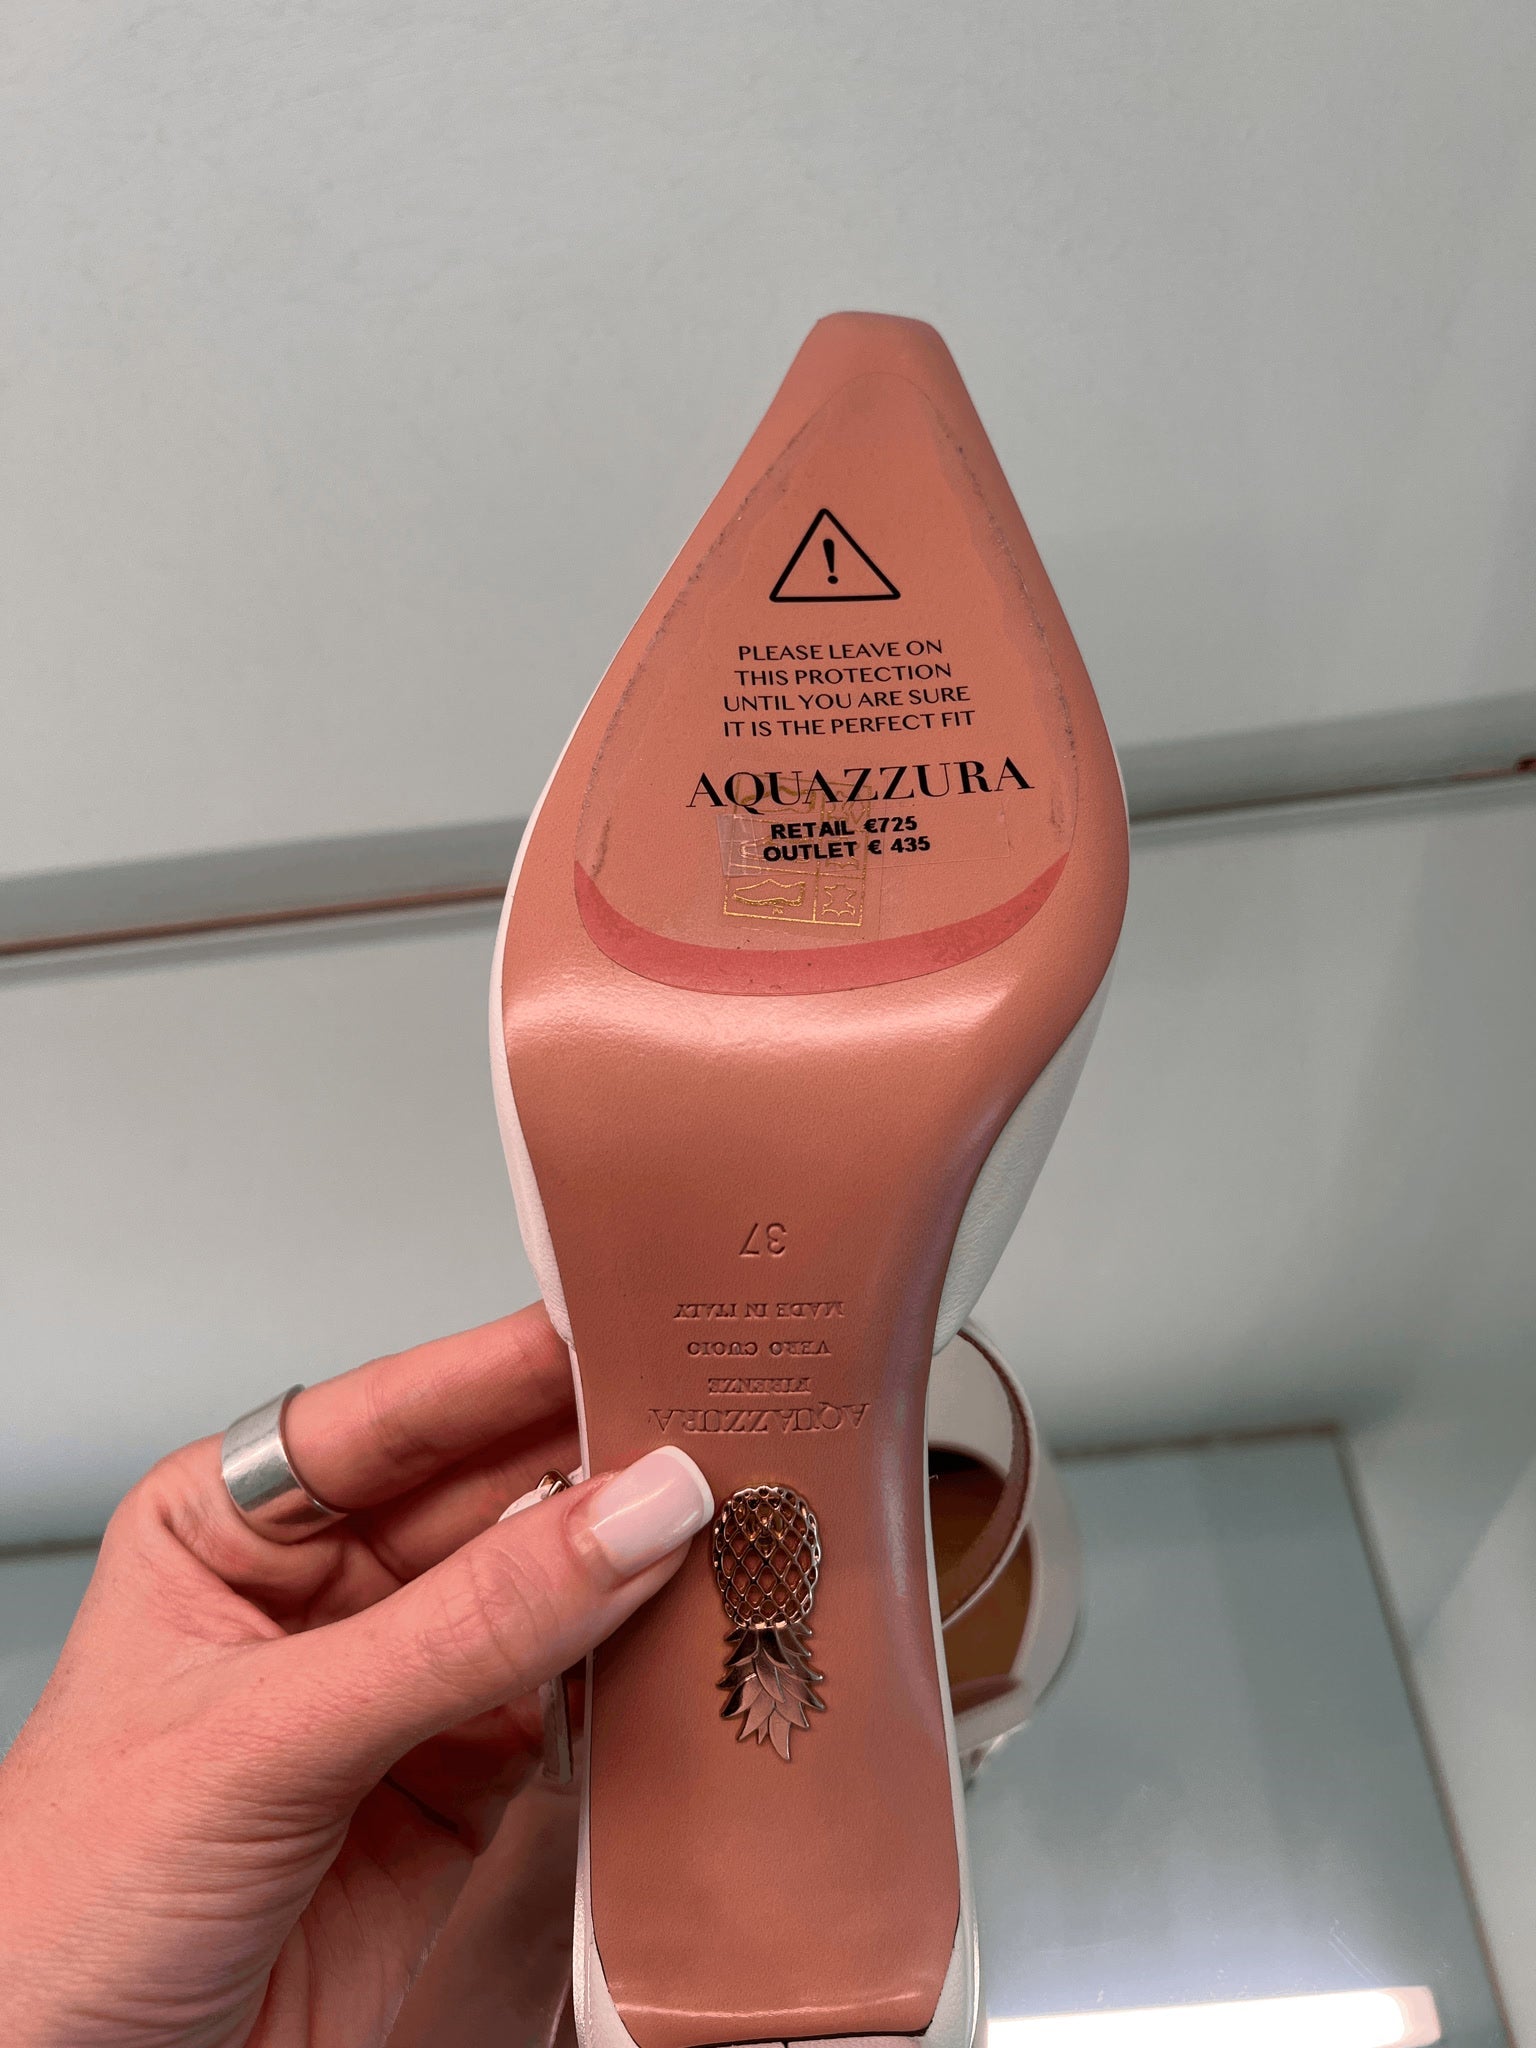 PLEASE LEAVE ON
THIS PROTECTION
UNTIL YOU ARE SURE
IT IS THE PERFECT FIT
AQUAZZURA
RETAIL €725
OUTLET € 435
37
MADE IN ITALY
VERO CUOIO
FIRENZE
AQUAZZURA